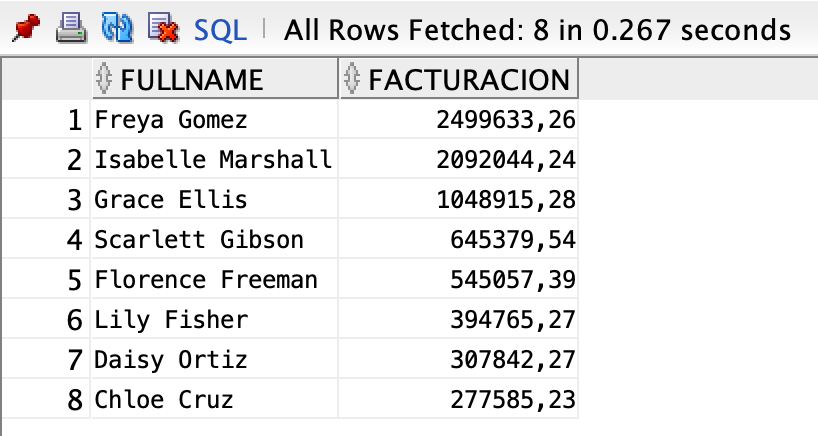 SQL | All Rows Fetched: 8 in 0.267 seconds
FULLNAME FACTURACION
1 Freya Gomez 2499633,26
2 Isabelle Marshall 2092044,24
3 Grace Ellis 1048915,28
4 Scarlett Gibson 645379,54
5 Florence Freeman 545057,39
6 Lily Fisher 394765,27
7 Daisy Ortiz 307842,27
8 Chloe Cruz 277585,23